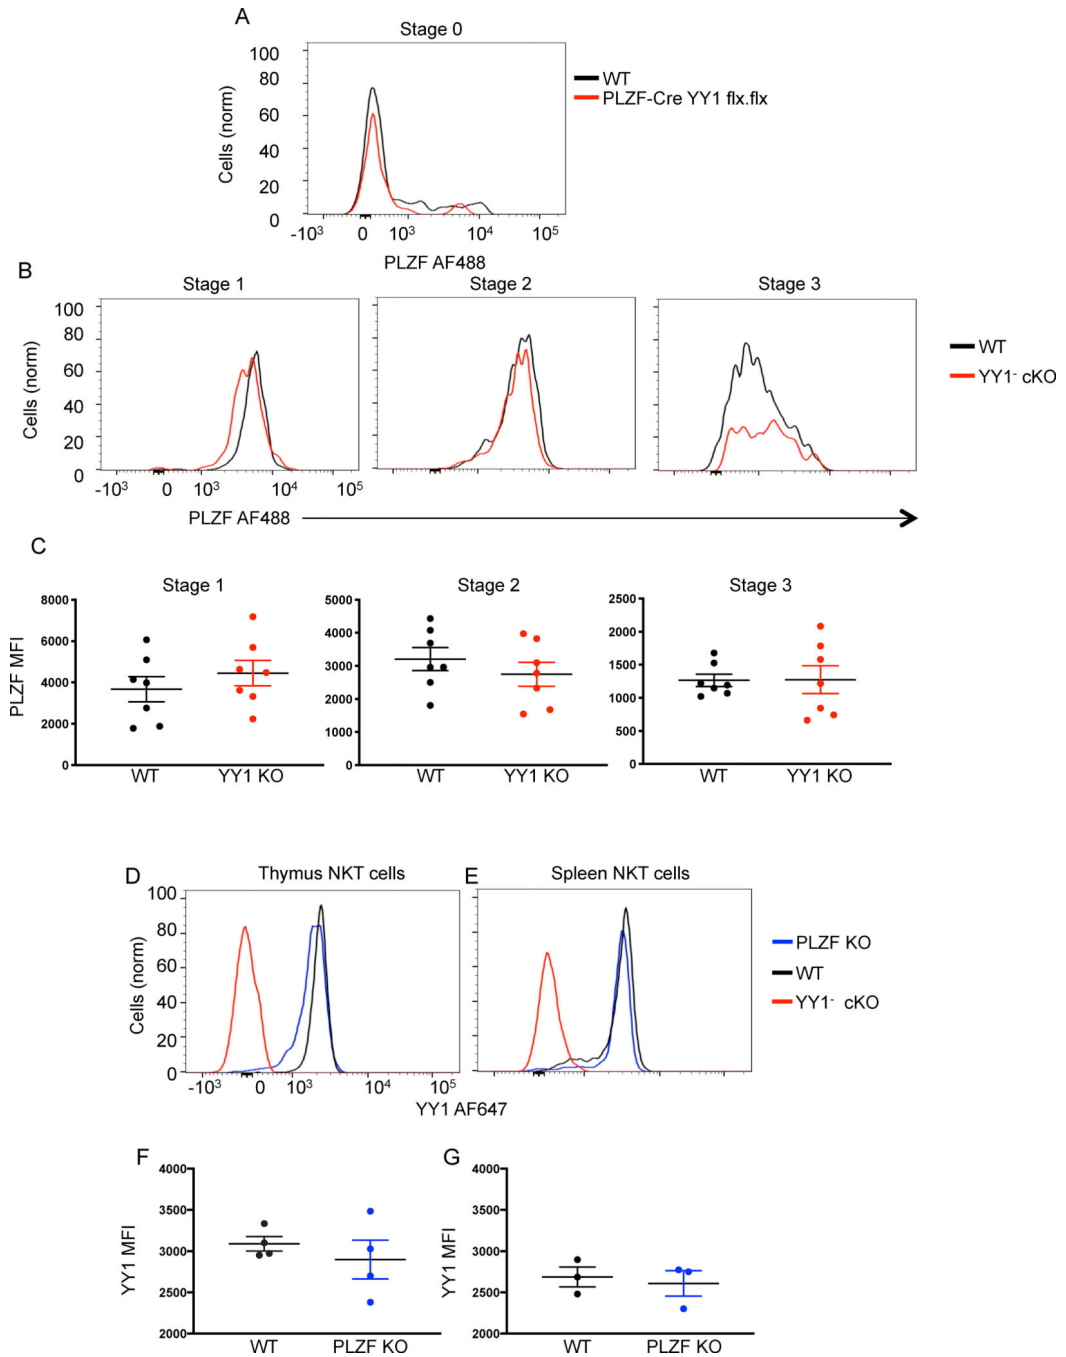 A
Stage 0
100
80
60
40
20
0
Cells (norm)
-10³ 0 10³ 10⁴ 10⁵
PLZF AF488
WT
PLZF-Cre YY1 flx.flx
B
Stage 1 Stage 2 Stage 3
100
80
60
40
20
0
Cells (norm)
-10³ 0 10³ 10⁴ 10⁵
PLZF AF488
WT
YY1⁻ cKO
C
Stage 1 Stage 2 Stage 3
PLZF MFI
8000
6000
4000
2000
0
WT YY1 KO
5000
4000
3000
2000
1000
0
WT YY1 KO
2500
2000
1500
1000
500
0
WT YY1 KO
D Thymus NKT cells
E Spleen NKT cells
100
80
60
40
20
0
Cells (norm)
-10³ 0 10³ 10⁴ 10⁵
YY1 AF647
PLZF KO
WT
YY1⁻ cKO
F
YY1 MFI
4000
3500
3000
2500
2000
WT PLZF KO
G
YY1 MFI
4000
3500
3000
2500
2000
WT PLZF KO